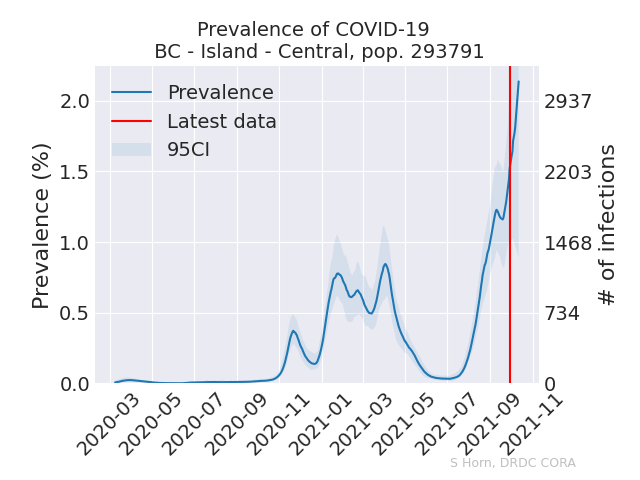 Prevalence of COVID-19
BC - Island - Central, pop. 293791
Prevalence
Latest data
95CI
Prevalence (%)
2.0
1.5
1.0
0.5
0.0
# of infections
2937
2203
1468
734
0
2020-03
2020-05
2020-07
2020-09
2020-11
2021-01
2021-03
2021-05
2021-07
2021-09
2021-11
S Horn, DRDC CORA